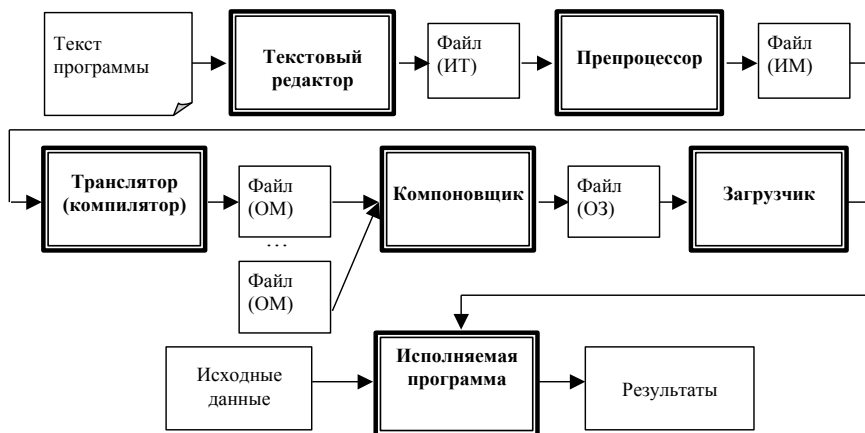 Текст
программы
Текстовый
редактор
Файл
(ИТ)
Препроцессор
Файл
(ИМ)
Транслятор
(компилятор)
Файл
(ОМ)
...
Файл
(ОМ)
Компоновщик
Файл
(ОЗ)
Загрузчик
Исходные
данные
Исполняемая
программа
Результаты